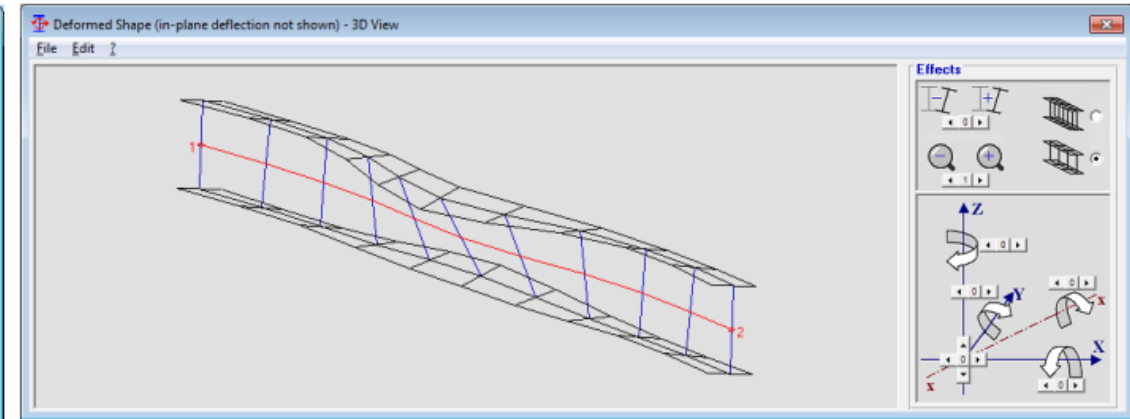 Deformed Shape (in-plane deflection not shown) - 3D View
File Edit ?
Effects
0
1
1
2
Z
0
0
Y
0
x
0
X
x
0